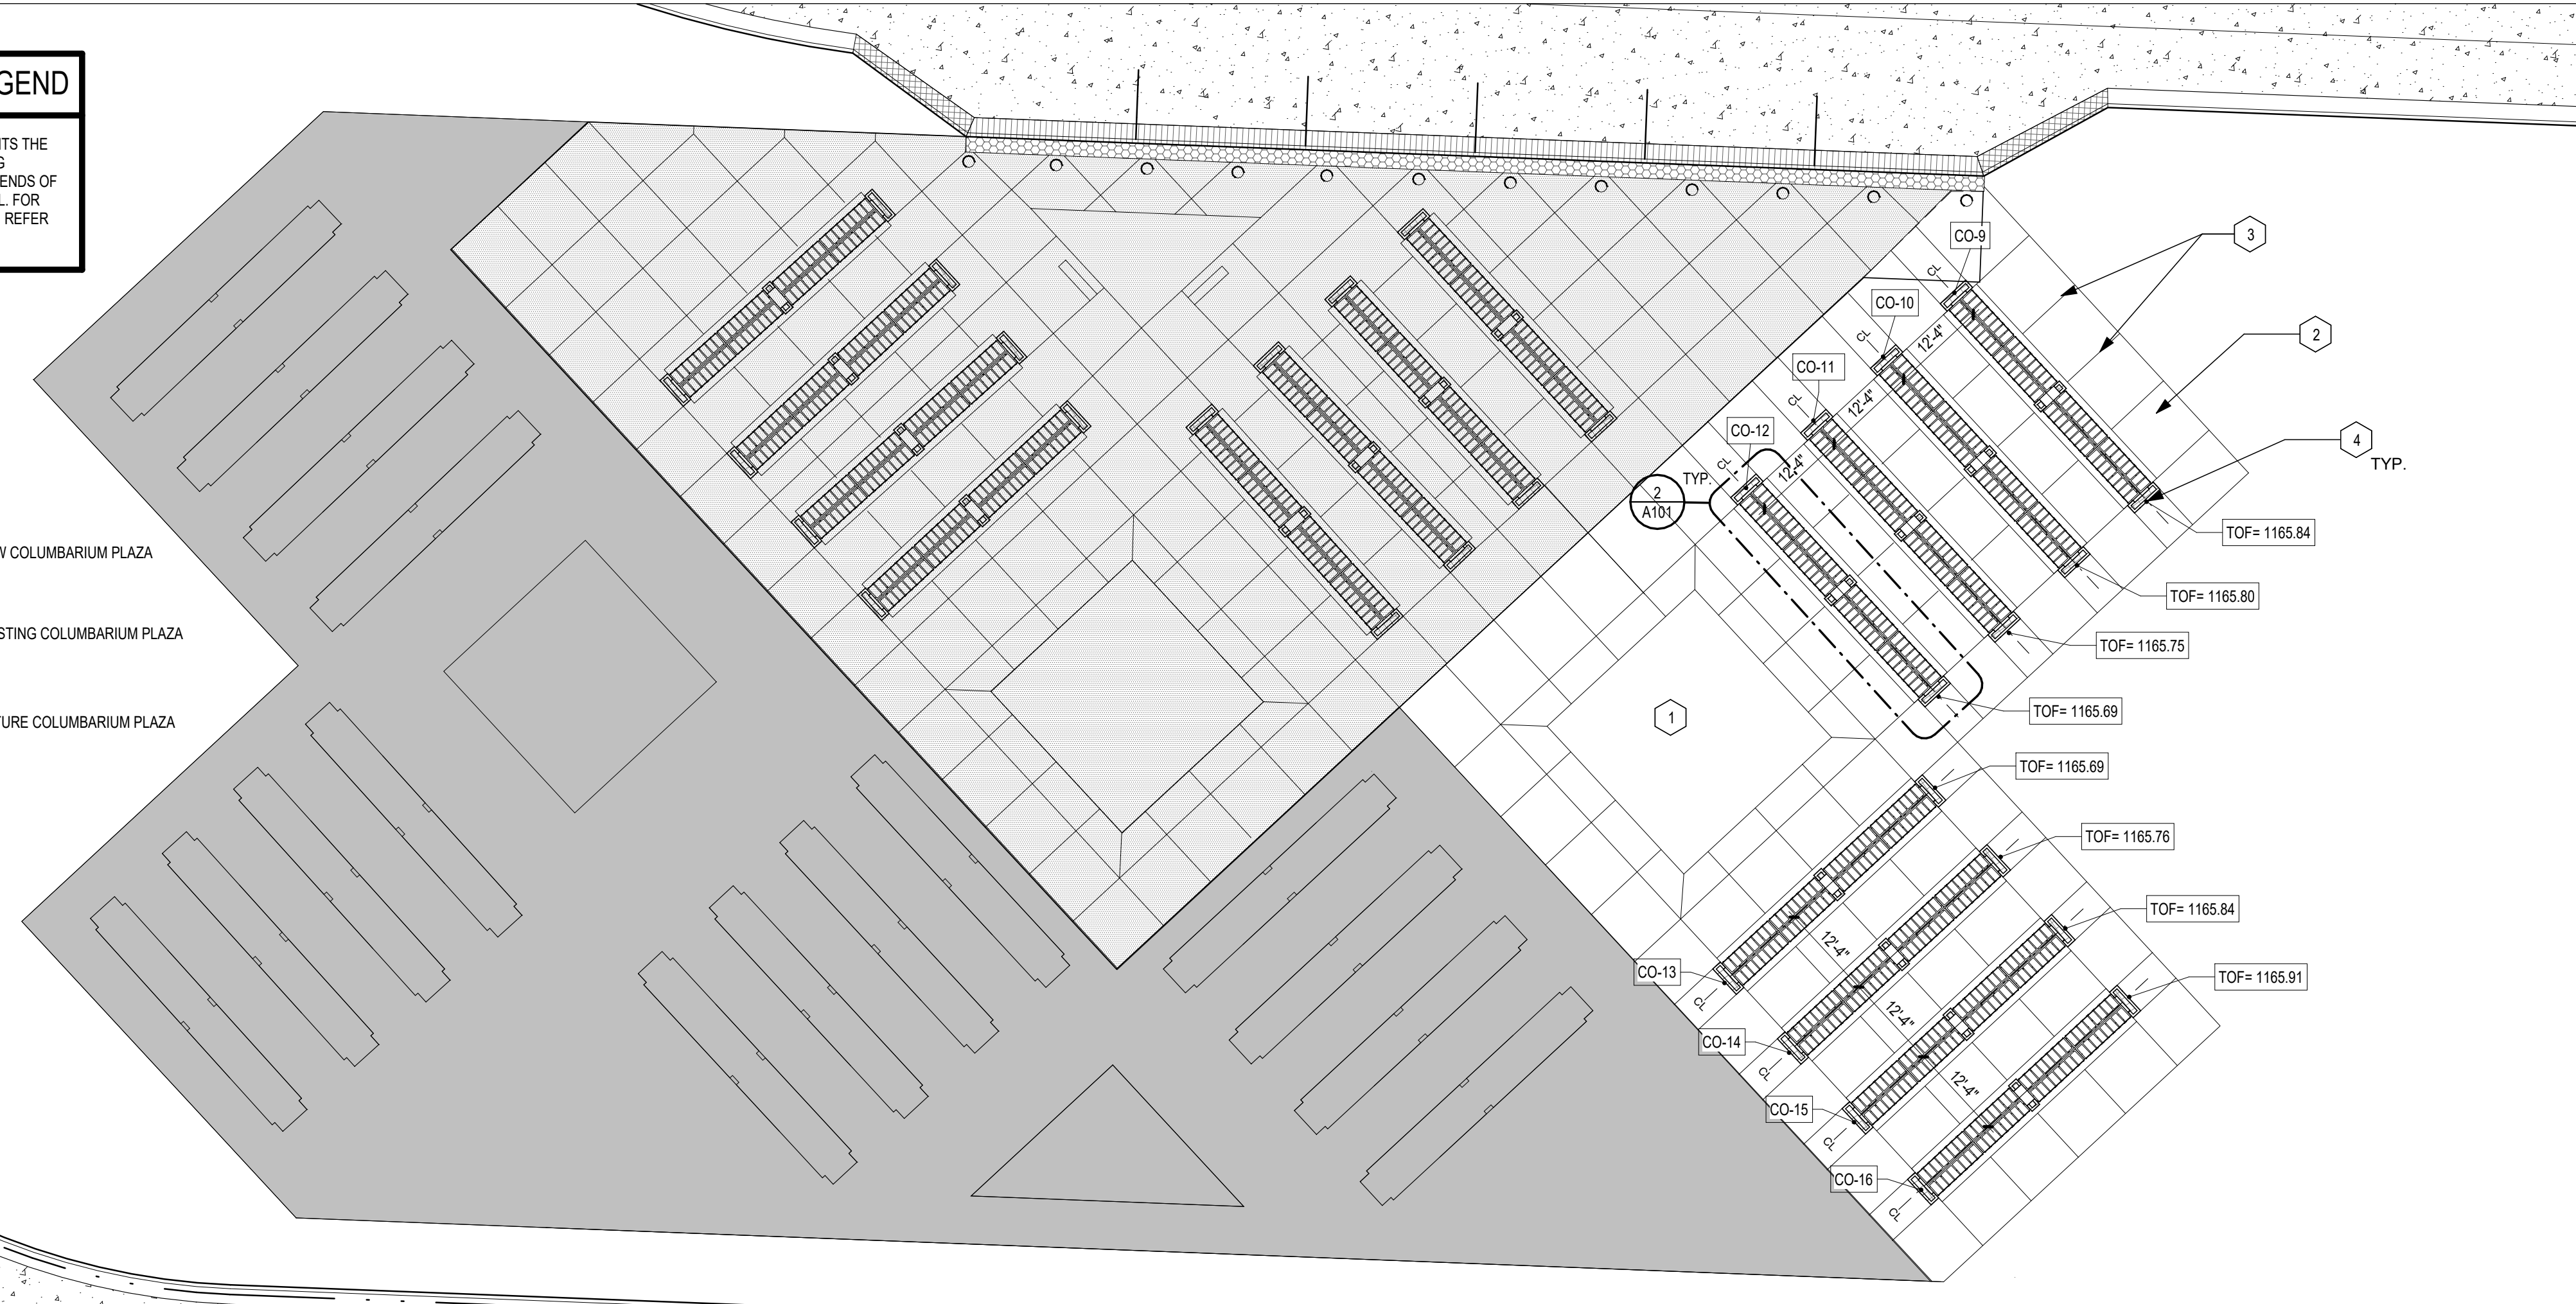 GEND
TS THE
G
ENDS OF
L. FOR
REFER
W COLUMBARIUM PLAZA
STING COLUMBARIUM PLAZA
TURE COLUMBARIUM PLAZA
CO-9
CL
3
CO-10
CL
12'-4"
2
CO-11
CL
12'-4"
4
TYP.
CO-12
CL
12'-4"
TYP.
2
A101
TOF= 1165.84
TOF= 1165.80
TOF= 1165.75
TOF= 1165.69
1
TOF= 1165.69
TOF= 1165.76
TOF= 1165.84
TOF= 1165.91
CO-13
CL
12'-4"
CO-14
CL
12'-4"
CO-15
CL
12'-4"
CO-16
CL